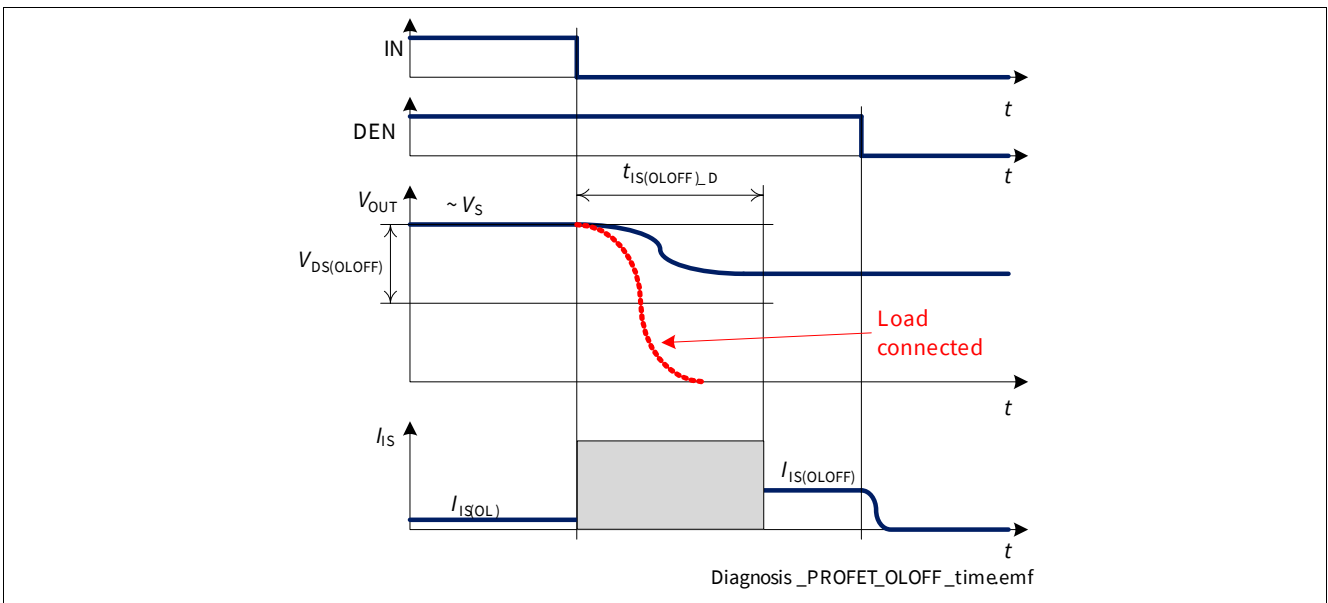 IN
t
DEN
t
tIS(OLOFF)_D
VOUT
~ VS
VDS(OLOFF)
Load
connected
t
IIS
IIS(OL)
IIS(OLOFF)
t
Diagnosis _PROFET_OLOFF _time.emf